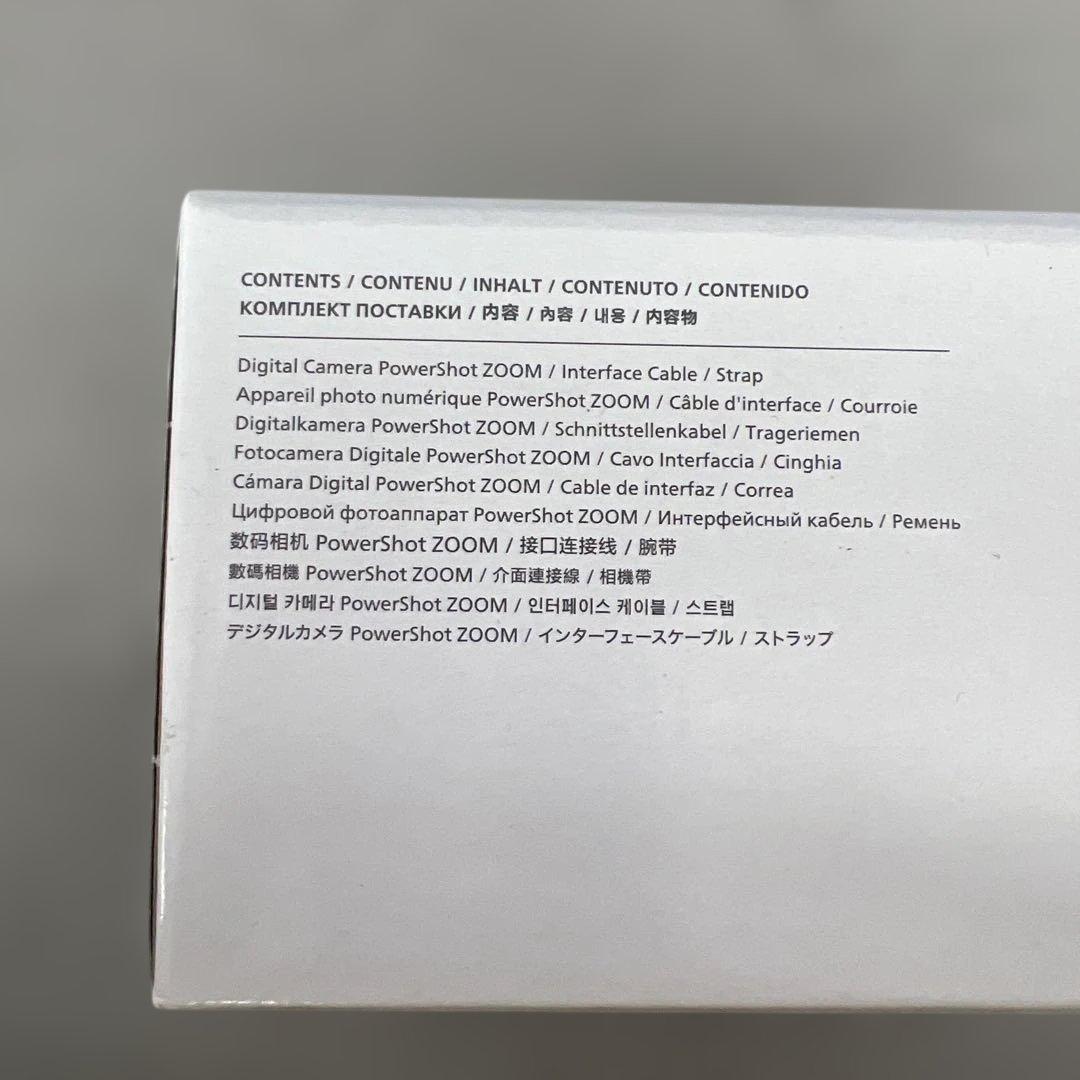 CONTENTS / CONTENU / INHALT / CONTENUTO / CONTENIDO
КОМПЛЕКТ ПОСТАВКИ / 内容 / 內容 / 내용 / 内容物
Digital Camera PowerShot ZOOM / Interface Cable / Strap
Appareil photo numérique PowerShot ZOOM / Câble d'interface / Courroie
Digitalkamera PowerShot ZOOM / Schnittstellenkabel / Trageriemen
Fotocamera Digitale PowerShot ZOOM / Cavo Interfaccia / Cinghia
Cámara Digital PowerShot ZOOM / Cable de interfaz / Correa
Цифровой фотоаппарат PowerShot ZOOM / Интерфейсный кабель / Ремень
数码相机 PowerShot ZOOM / 接口连接线 / 腕带
數碼相機 PowerShot ZOOM / 介面連接線 / 相機帶
디지털 카메라 PowerShot ZOOM / 인터페이스 케이블 / 스트랩
デジタルカメラ PowerShot ZOOM / インターフェースケーブル / ストラップ